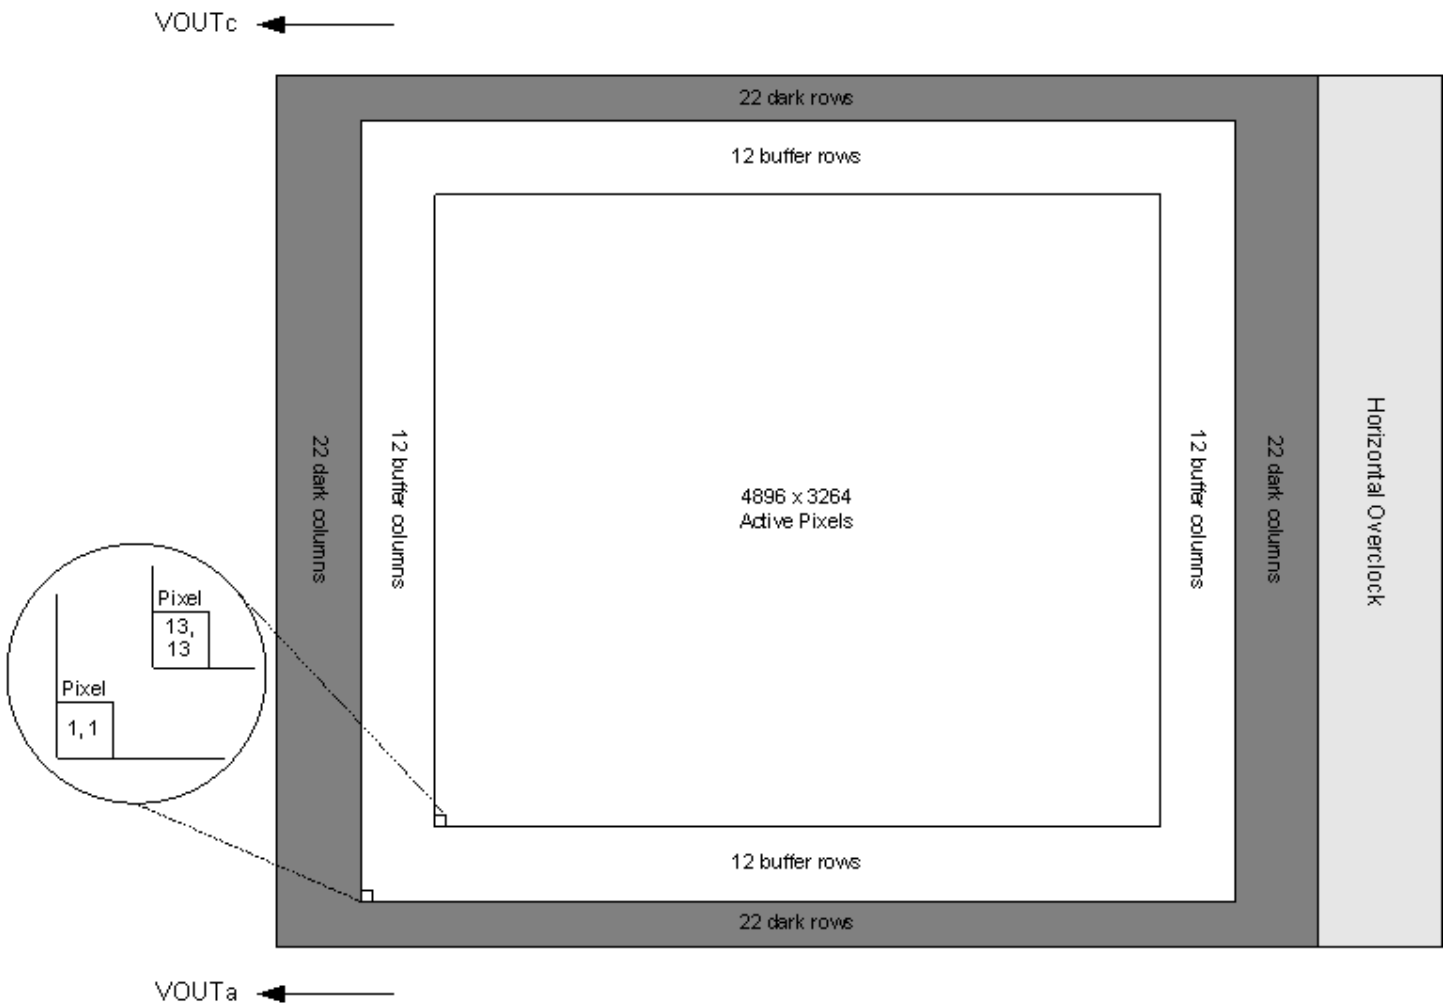 VOUTc
22 dark rows
12 buffer rows
22 dark columns
12 buffer columns
4896 x 3264
Active Pixels
12 buffer columns
22 dark columns
Horizontal Overclock
Pixel
13,
13
Pixel
1, 1
12 buffer rows
22 dark rows
VOUTa